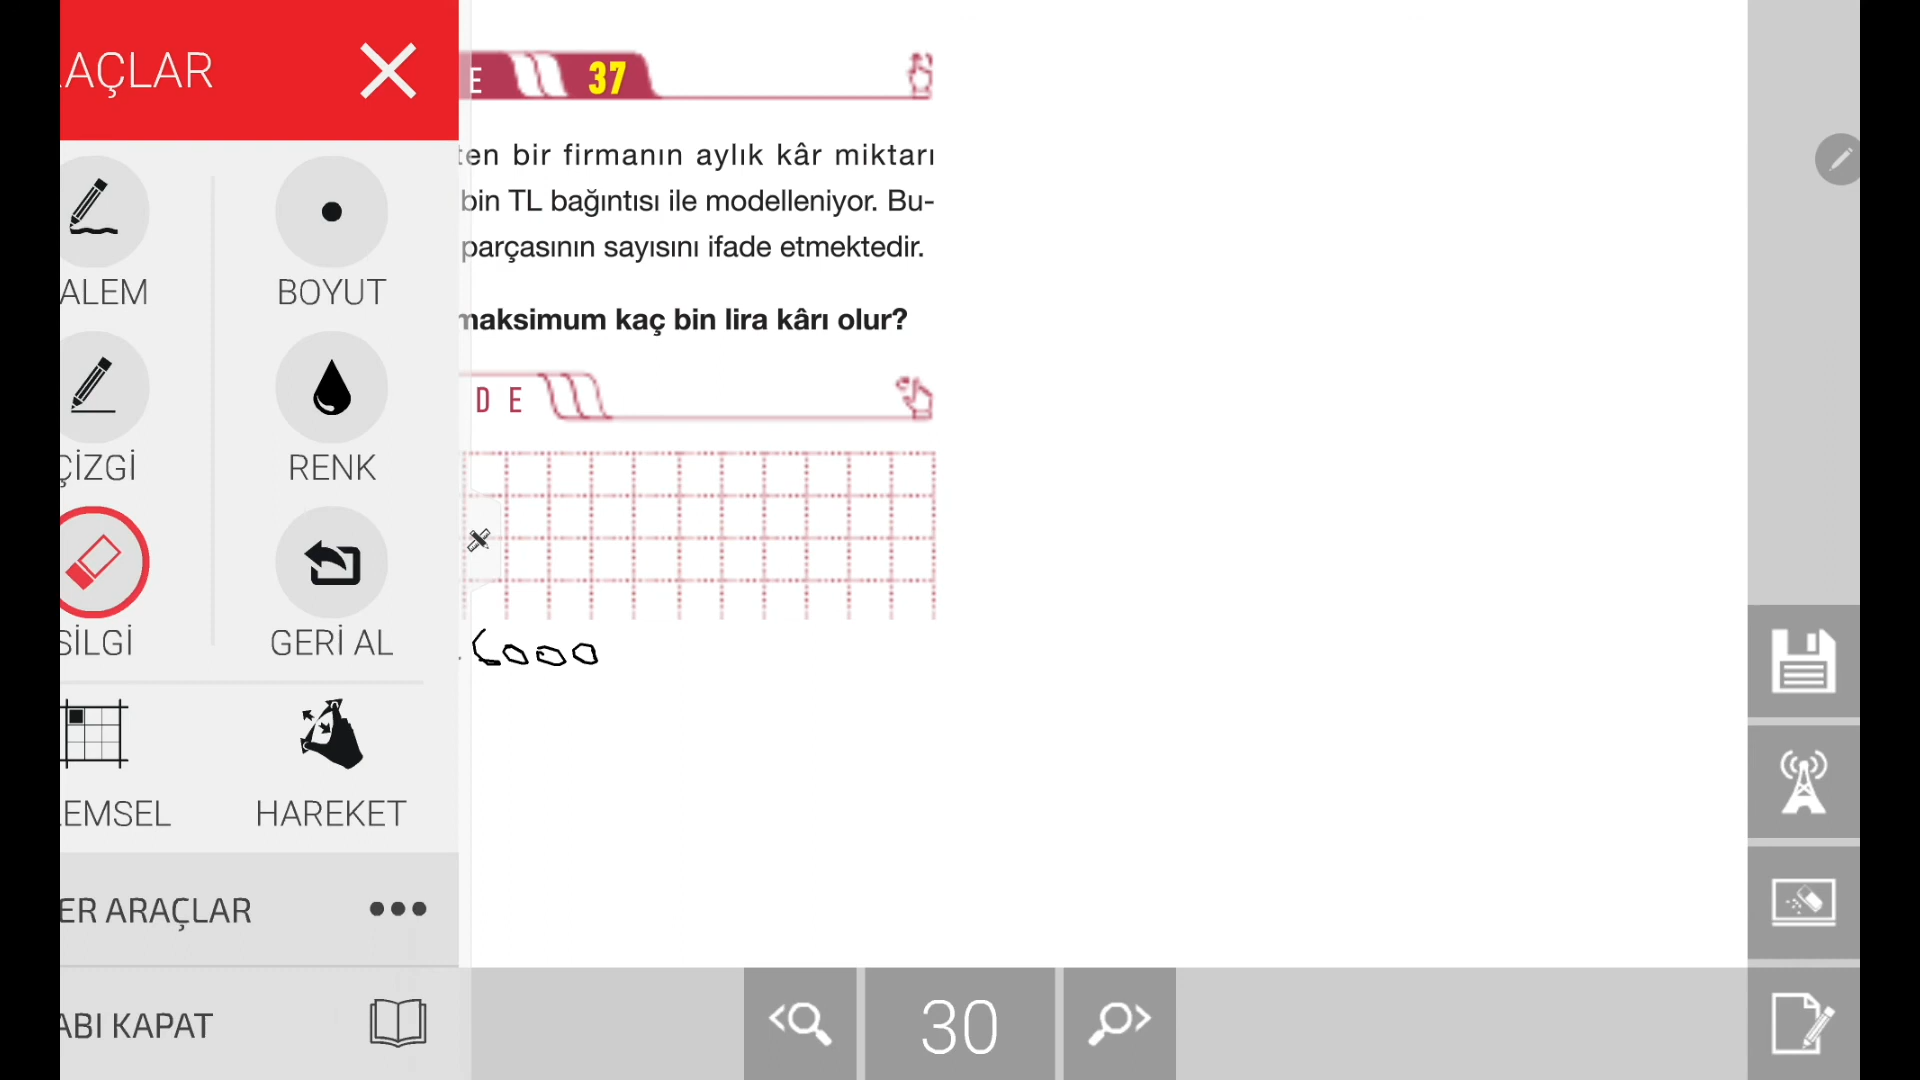 AÇLAR
E 37
ten bir firmanın aylık kâr miktarı
bin TL bağıntısı ile modelleniyor. Bu-
parçasının sayısını ifade etmektedir.
maksimum kaç bin lira kârı olur?
D E
ALEM
BOYUT
ÇİZGİ
RENK
SİLGİ
GERİ AL
6000
LEMSEL
HAREKET
ER ARAÇLAR
ABI KAPAT
30